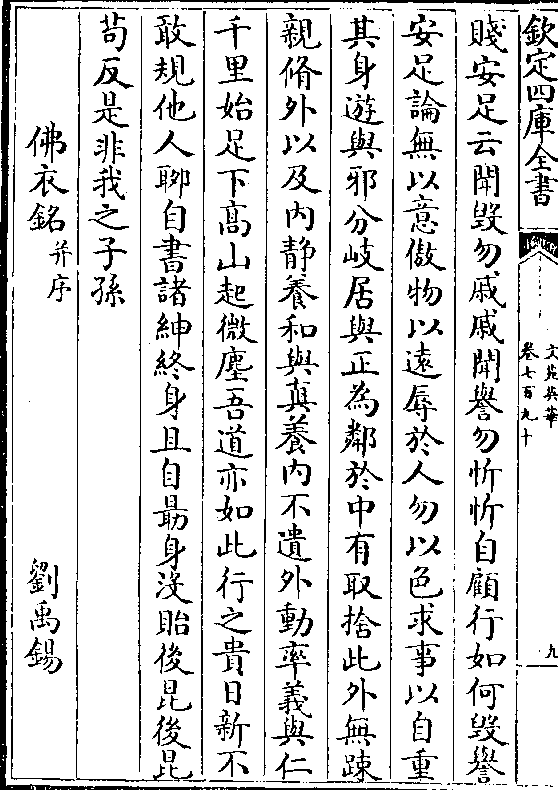 欽定四庫全書
文苑英華
卷七百九十
九
賤安足云聞毀勿戚戚聞譽勿忻忻自顧行如何毀譽
安足論無以意傲物以遠辱於人勿以色求事以自重
其身遊與邪分岐居與正為鄰於中有取捨此外無踈
親脩外以及内静養和與真養内不遺外動率義與仁
千里始足下髙山起微塵吾道亦如此行之貴日新不
敢規他人聊自書諸紳終身且自朂身沒貽後昆後昆
苟反是非我之子孫
佛衣銘并序
劉禹錫